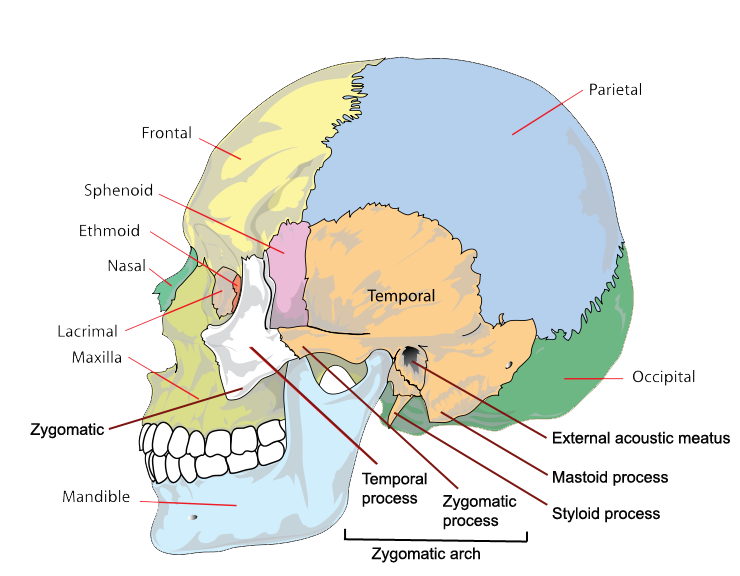 Parietal
Frontal
Sphenoid
Ethmoid
Nasal
Temporal
Lacrimal
Maxilla
Occipital
Zygomatic
External acoustic meatus
Mastoid process
Temporal
process
Mandible
Zygomatic
process
Styloid process
Zygomatic arch